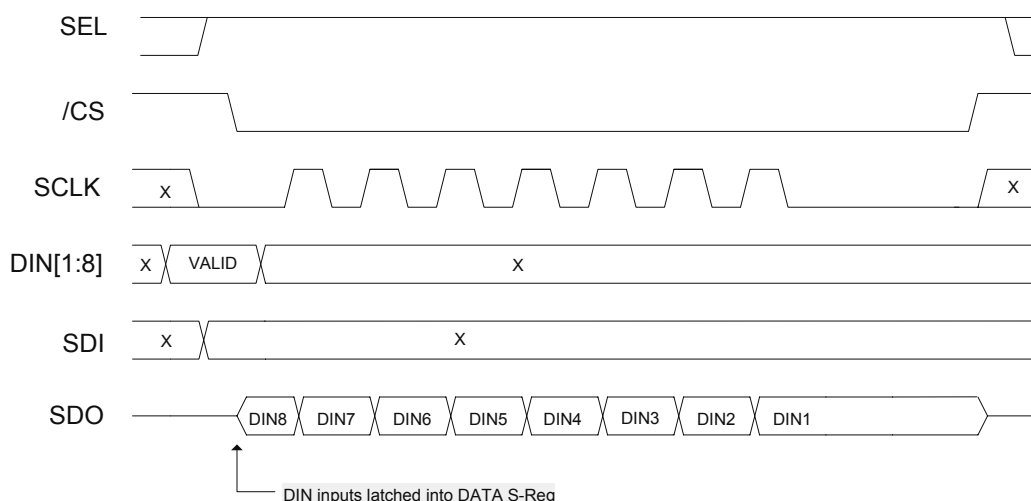 SEL
/CS
SCLK X X
DIN[1:8] X VALID X
SDI X X
SDO DIN8 DIN7 DIN6 DIN5 DIN4 DIN3 DIN2 DIN1
DIN inputs latched into DATA S-Reg